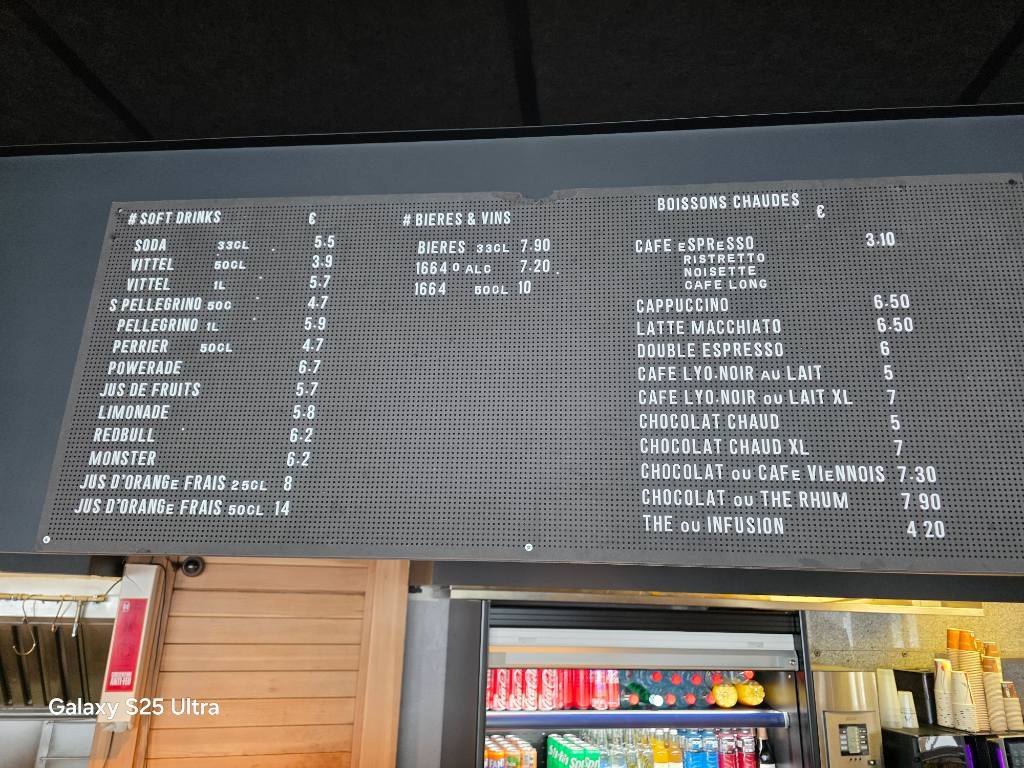 # SOFT DRINKS €
SODA 33CL 5.5
VITTEL 50CL 3.9
VITTEL 1L 5.7
S PELLEGRINO 50C 4.7
PELLEGRINO 1L 5.9
PERRIER 50CL 4.7
POWERADE 6.7
JUS DE FRUITS 5.7
LIMONADE 5.8
REDBULL 6.2
MONSTER 6.2
JUS D'ORANGE FRAIS 25CL 8
JUS D'ORANGE FRAIS 50CL 14
# BIERES & VINS
BIERES 33CL 7.90
1664 0 ALC 7.20
1664 50CL 10
BOISSONS CHAUDES
€
CAFE eSPReSSO 3.10
RISTRETTO
NOISETTE
CAFE LONG
CAPPUCCINO 6.50
LATTE MACCHIATO 6.50
DOUBLE ESPRESSO 6
CAFE LYO.NOIR AU LAIT 5
CAFE LYO.NOIR OU LAIT XL 7
CHOCOLAT CHAUD 5
CHOCOLAT CHAUD XL 7
CHOCOLAT OU CAFE VIENNOIS 7.30
CHOCOLAT OU THE RHUM 7 90
THE OU INFUSION 4 20
Galaxy S25 Ultra